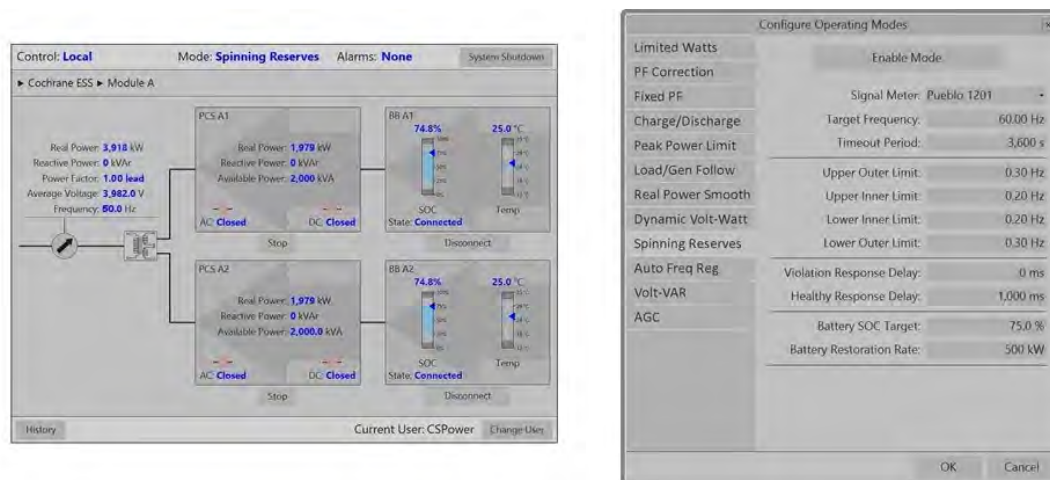 Control: Local Mode: Spinning Reserves Alarms: None System Shutdown
▸ Cochrane ESS ▸ Module A
PCS A1
Real Power: 1,979 kW
Reactive Power: 0 kVAr
Available Power: 2,000 kVA
AC: Closed DC: Closed
Stop
BB A1
74.8% 25.0 °C
SOC Temp
State: Connected
Disconnect
Real Power: 3,918 kW
Reactive Power: 0 kVAr
Power Factor: 1.00 lead
Average Voltage: 3,982.0 V
Frequency: 50.0 Hz
PCS A2
Real Power: 1,979 kW
Reactive Power: 0 kVAr
Available Power: 2,000.0 kVA
AC: Closed DC: Closed
Stop
BB A2
74.8% 25.0 °C
SOC Temp
State: Connected
Disconnect
History Current User: CSPower Change User
Configure Operating Modes
Limited Watts
PF Correction
Fixed PF
Charge/Discharge
Peak Power Limit
Load/Gen Follow
Real Power Smooth
Dynamic Volt-Watt
Spinning Reserves
Auto Freq Reg
Volt-VAR
AGC
Enable Mode
Signal Meter: Pueblo 1201
Target Frequency: 60.00 Hz
Timeout Period: 3,600 s
Upper Outer Limit: 0.30 Hz
Upper Inner Limit: 0.20 Hz
Lower Inner Limit: 0.20 Hz
Lower Outer Limit: 0.30 Hz
Violation Response Delay: 0 ms
Healthy Response Delay: 1,000 ms
Battery SOC Target: 75.0 %
Battery Restoration Rate: 500 kW
OK Cancel